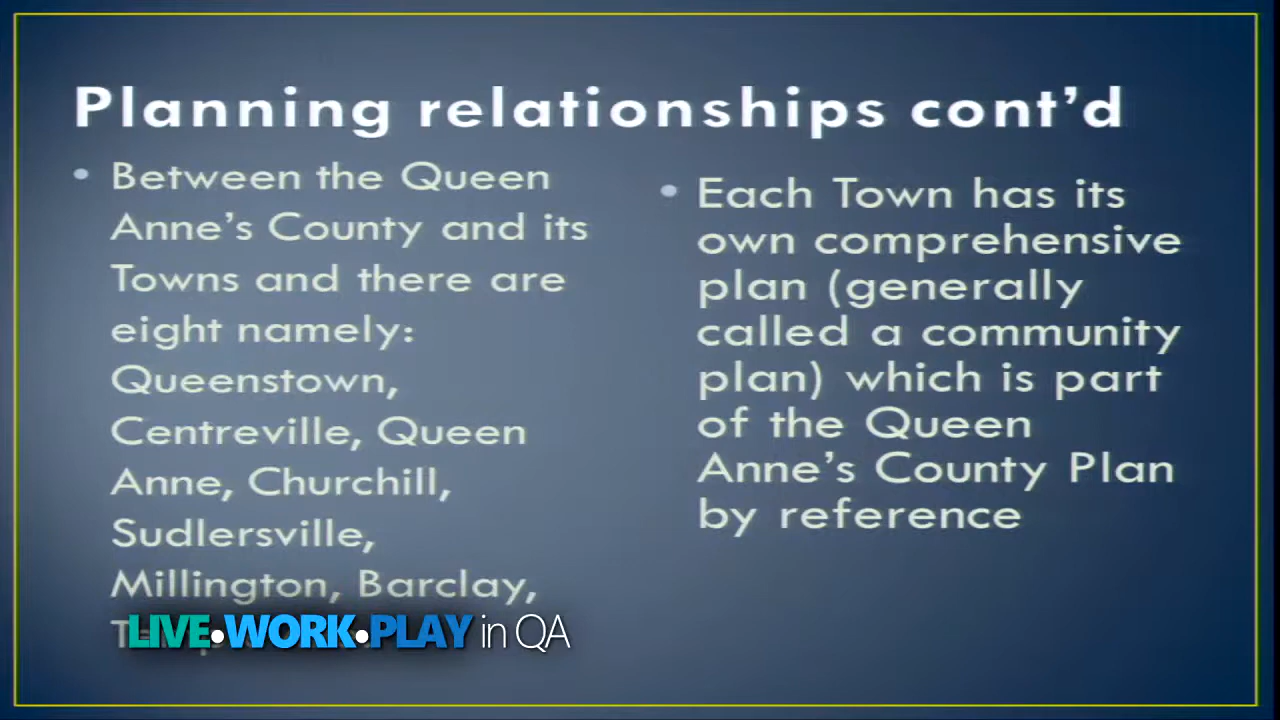 Planning relationships cont'd
• Between the Queen
Anne's County and its
Towns and there are
eight namely:
Queenstown,
Centreville, Queen
Anne, Churchill,
Sudlersville,
Millington, Barclay,
LIVE•WORK•PLAY in QA
• Each Town has its
own comprehensive
plan (generally
called a community
plan) which is part
of the Queen
Anne's County Plan
by reference